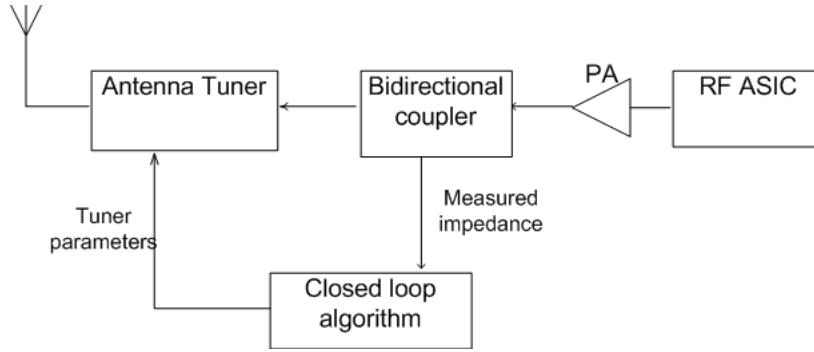 Antenna Tuner
Bidirectional
coupler
PA
RF ASIC
Tuner
parameters
Measured
impedance
Closed loop
algorithm